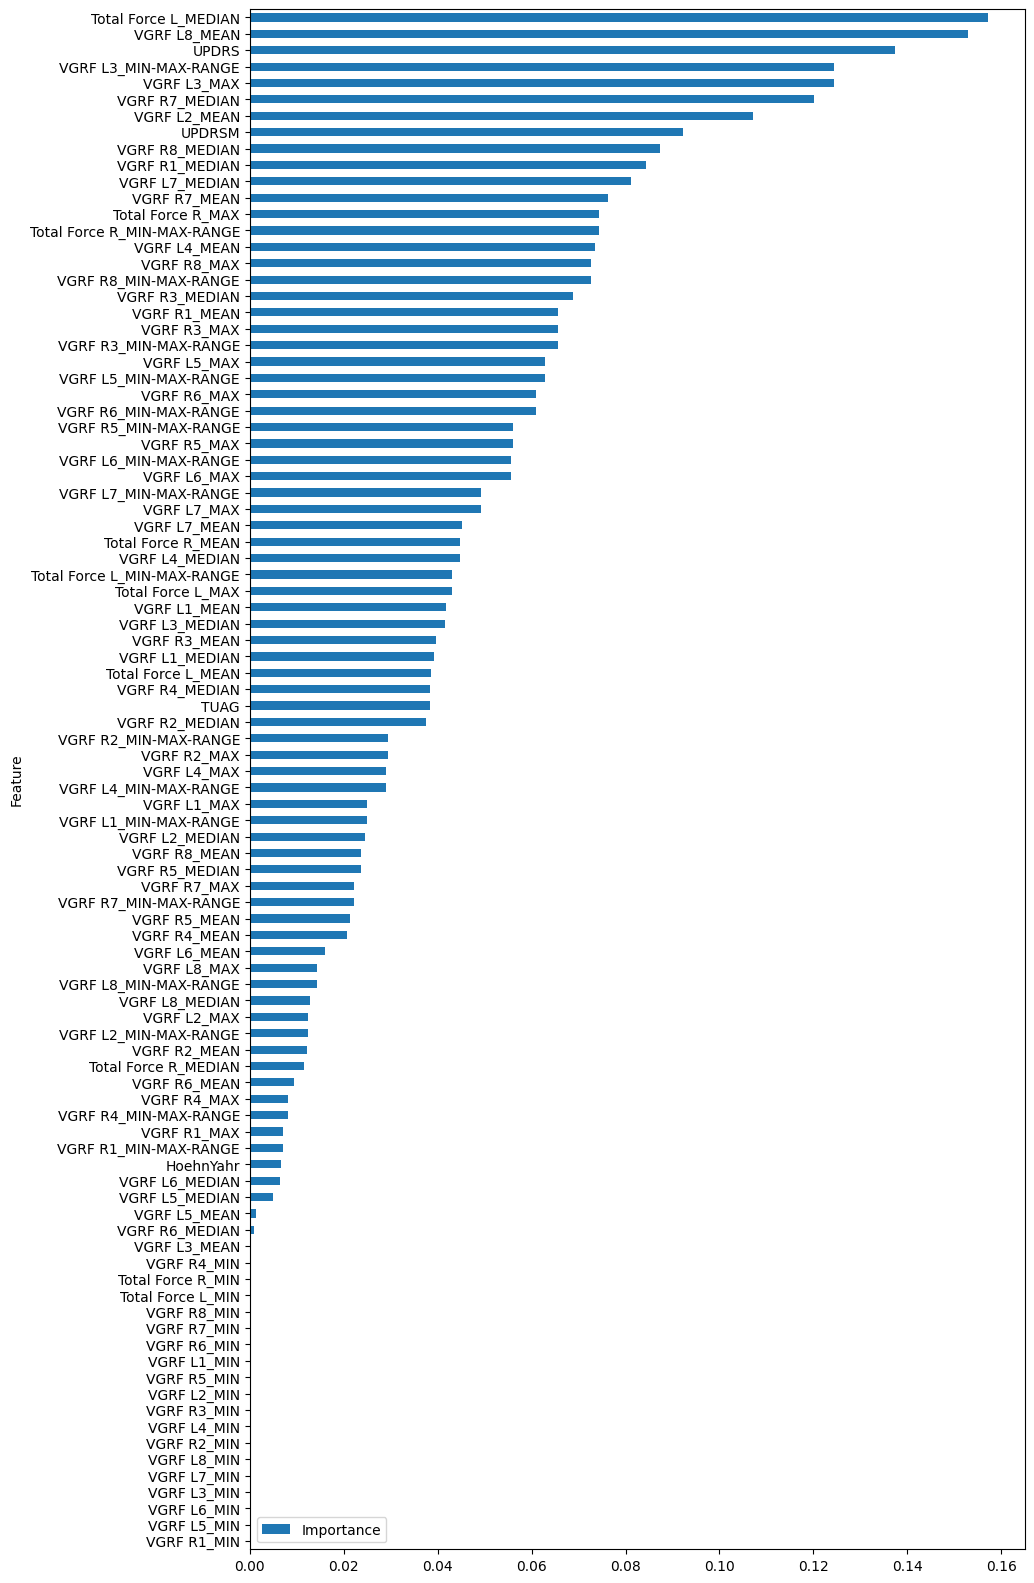 Total Force L_MEDIAN
VGRF L8_MEAN
UPDRS
VGRF L3_MIN-MAX-RANGE
VGRF L3_MAX
VGRF R7_MEDIAN
VGRF L2_MEAN
UPDRSM
VGRF R8_MEDIAN
VGRF R1_MEDIAN
VGRF L7_MEDIAN
VGRF R7_MEAN
Total Force R_MAX
Total Force R_MIN-MAX-RANGE
VGRF L4_MEAN
VGRF R8_MAX
VGRF R8_MIN-MAX-RANGE
VGRF R3_MEDIAN
VGRF R1_MEAN
VGRF R3_MAX
VGRF R3_MIN-MAX-RANGE
VGRF L5_MAX
VGRF L5_MIN-MAX-RANGE
VGRF R6_MAX
VGRF R6_MIN-MAX-RANGE
VGRF R5_MIN-MAX-RANGE
VGRF R5_MAX
VGRF L6_MIN-MAX-RANGE
VGRF L6_MAX
VGRF L7_MIN-MAX-RANGE
VGRF L7_MAX
VGRF L7_MEAN
Total Force R_MEAN
VGRF L4_MEDIAN
Total Force L_MIN-MAX-RANGE
Total Force L_MAX
VGRF L1_MEAN
VGRF L3_MEDIAN
VGRF R3_MEAN
VGRF L1_MEDIAN
Total Force L_MEAN
VGRF R4_MEDIAN
TUAG
VGRF R2_MEDIAN
VGRF R2_MIN-MAX-RANGE
VGRF R2_MAX
VGRF L4_MAX
VGRF L4_MIN-MAX-RANGE
VGRF L1_MAX
VGRF L1_MIN-MAX-RANGE
VGRF L2_MEDIAN
VGRF R8_MEAN
VGRF R5_MEDIAN
VGRF R7_MAX
VGRF R7_MIN-MAX-RANGE
VGRF R5_MEAN
VGRF R4_MEAN
VGRF L6_MEAN
VGRF L8_MAX
VGRF L8_MIN-MAX-RANGE
VGRF L8_MEDIAN
VGRF L2_MAX
VGRF L2_MIN-MAX-RANGE
VGRF R2_MEAN
Total Force R_MEDIAN
VGRF R6_MEAN
VGRF R4_MAX
VGRF R4_MIN-MAX-RANGE
VGRF R1_MAX
VGRF R1_MIN-MAX-RANGE
HoehnYahr
VGRF L6_MEDIAN
VGRF L5_MEDIAN
VGRF L5_MEAN
VGRF R6_MEDIAN
VGRF L3_MEAN
VGRF R4_MIN
Total Force R_MIN
Total Force L_MIN
VGRF R8_MIN
VGRF R7_MIN
VGRF R6_MIN
VGRF L1_MIN
VGRF R5_MIN
VGRF L2_MIN
VGRF R3_MIN
VGRF L4_MIN
VGRF R2_MIN
VGRF L8_MIN
VGRF L7_MIN
VGRF L3_MIN
VGRF L6_MIN
VGRF L5_MIN
VGRF R1_MIN
Feature
Importance
0.00 0.02 0.04 0.06 0.08 0.10 0.12 0.14 0.16